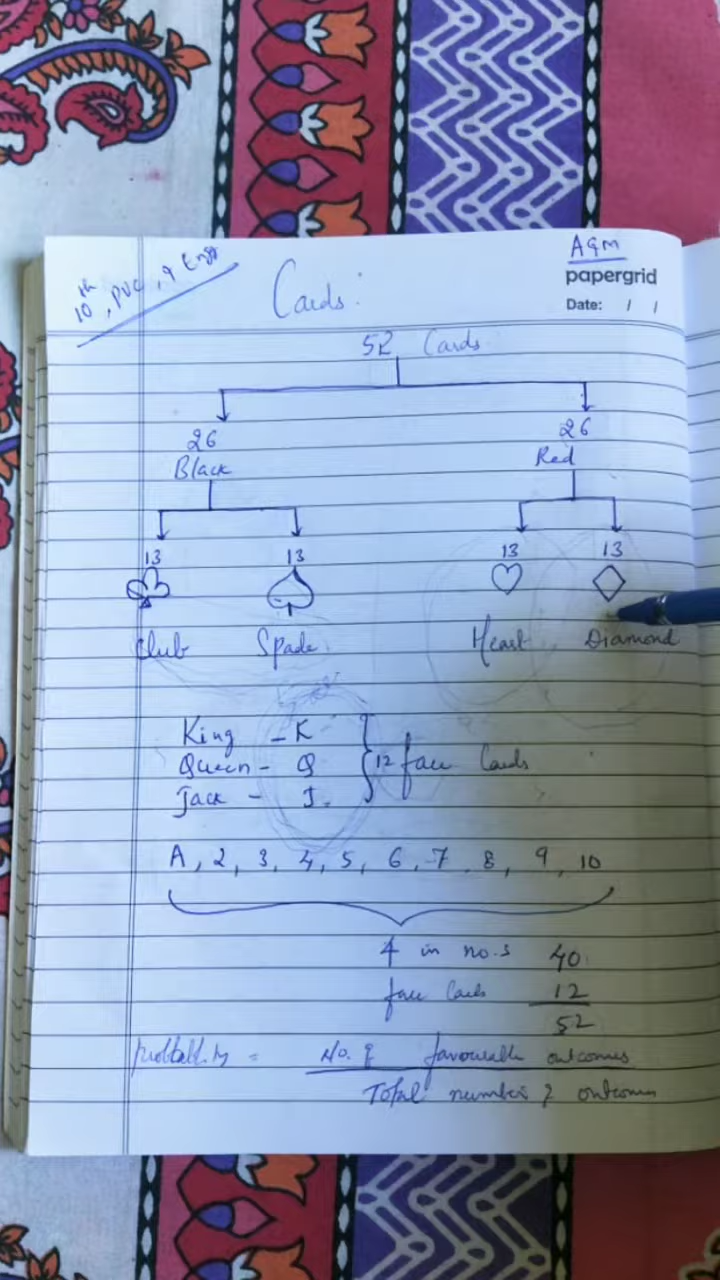 AGM
10th, PUC, 9 Engg
Cards:
papergrid
Date: / /
52 Cards
26 26
Black Red
13 13 13 13
Club Spade Heart Diamond
King - K
Queen - Q } 12 face Cards
Jack - J
A, 2, 3, 4, 5, 6, 7, 8, 9, 10
4 in no.s 40
face Cards 12
52
Probability = No. of favourable outcomes
Total number of outcomes